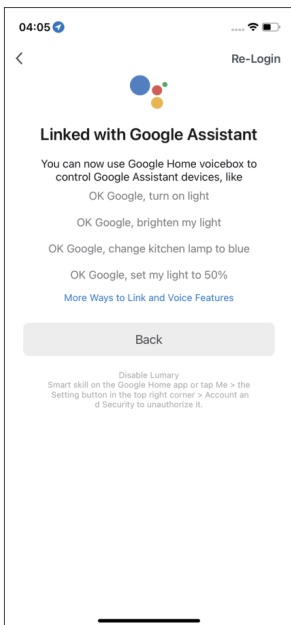 04:05
Re-Login
Linked with Google Assistant
You can now use Google Home voicebox to
control Google Assistant devices, like
OK Google, turn on light
OK Google, brighten my light
OK Google, change kitchen lamp to blue
OK Google, set my light to 50%
More Ways to Link and Voice Features
Back
Disable Lumary
Smart skill on the Google Home app or tap Me > the
Setting button in the top right corner > Account an
d Security to unauthorize it.